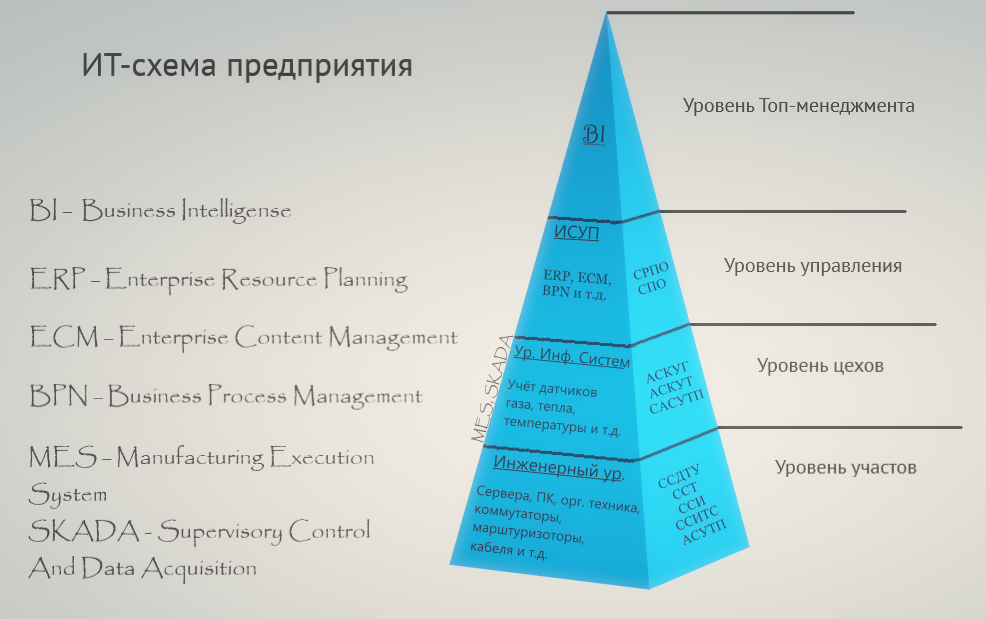 ИТ-схема предприятия
BI – Business Intelligense
ERP – Enterprise Resource Planning
ECM – Enterprise Content Management
BPN – Business Process Management
MES – Manufacturing Execution
System
SKADA - Supervisory Control
And Data Acquisition
BI
ИСУП
ERP, ECM,
BPN и т.д.
Ур. Инф. Систем
Учёт датчиков
газа, тепла,
температуры и т.д.
MES, SKADA
Инженерный ур.
Сервера, ПК, орг. техника,
коммутаторы,
марштуризоторы,
кабеля и т.д.
СРПО
СПО
АСКУГ
АСКУТ
САСУТП
ССДТУ
ССТ
ССИ
ССИТС
АСУТП
Уровень Топ-менеджмента
Уровень управления
Уровень цехов
Уровень участов